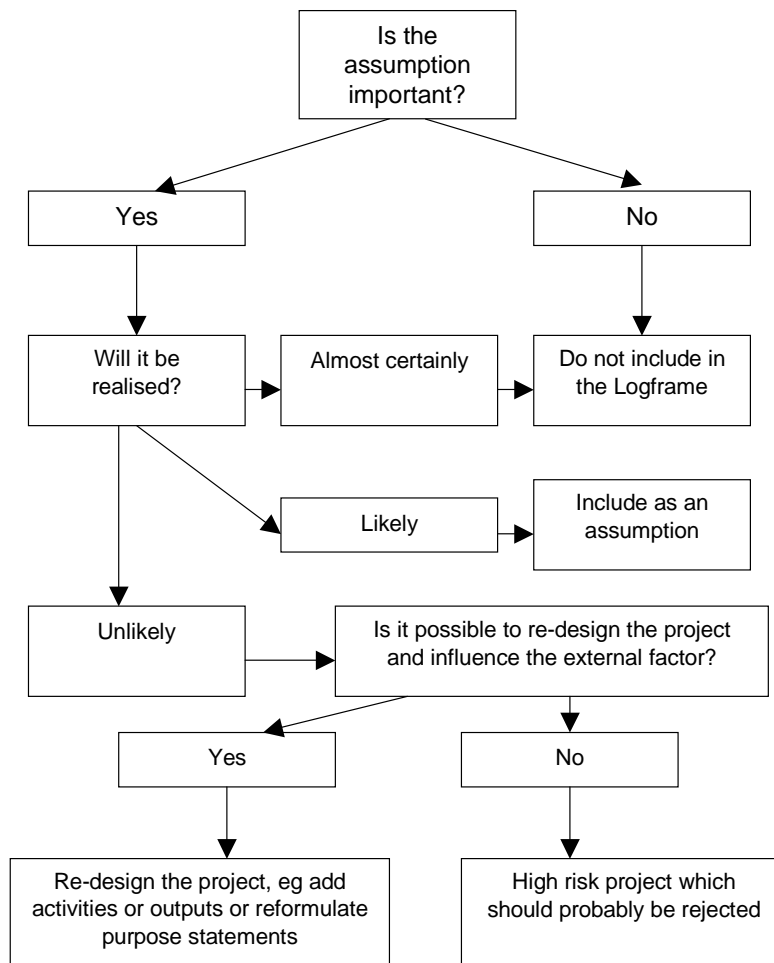 Is the
assumption
important?
Yes
No
Will it be
realised?
Almost certainly
Do not include in
the Logframe
Likely
Include as an
assumption
Unlikely
Is it possible to re-design the project
and influence the external factor?
Yes
No
Re-design the project, eg add
activities or outputs or reformulate
purpose statements
High risk project which
should probably be rejected